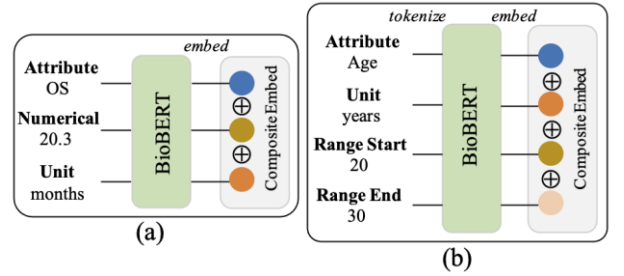 embed
Attribute
OS
Numerical
20.3
Unit
months
BioBERT
Composite Embed
(a)
tokenize embed
Attribute
Age
Unit
years
Range Start
20
Range End
30
BioBERT
Composite Embed
(b)